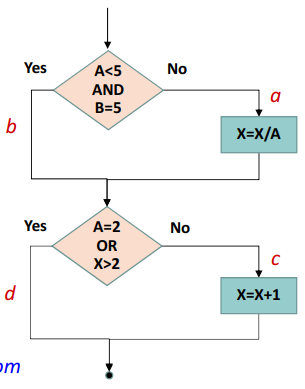 Yes
A<5
AND
B=5
No
a
b
X=X/A
Yes
A=2
OR
X>2
No
c
d
X=X+1
om